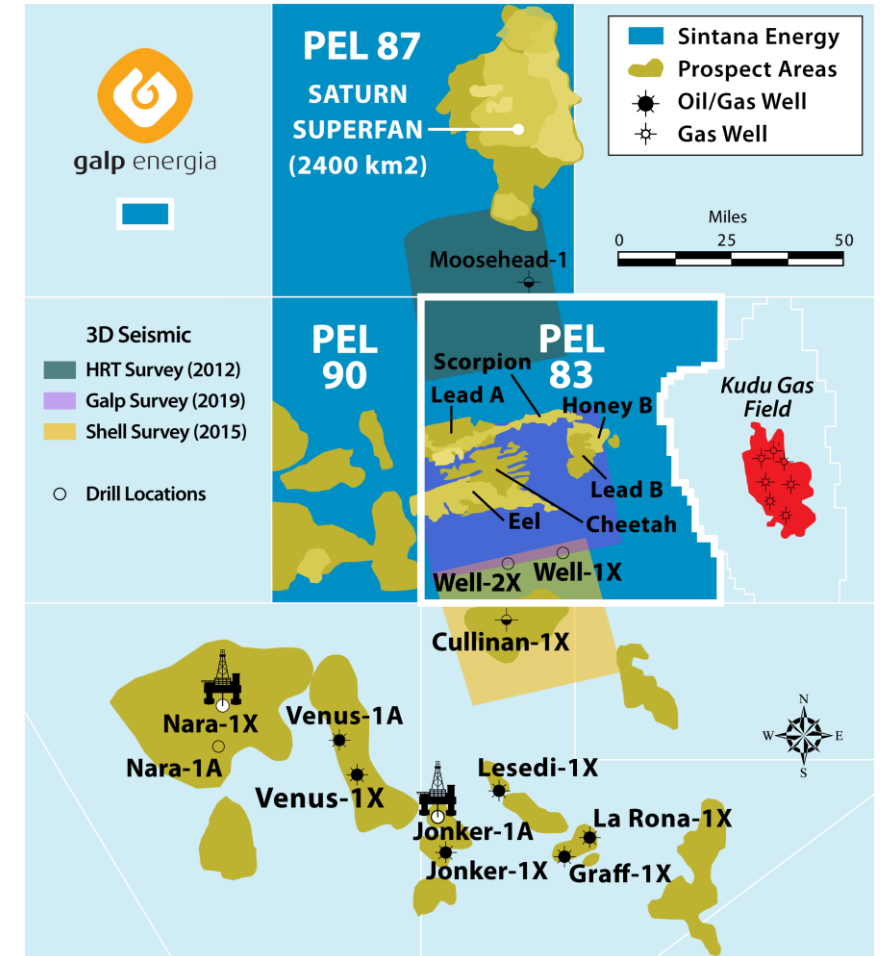 PEL 87
SATURN
SUPERFAN
(2400 km2)
galp energia
Sintana Energy
Prospect Areas
Oil/Gas Well
Gas Well
Miles
0 25 50
Moosehead-1
3D Seismic
HRT Survey (2012)
Galp Survey (2019)
Shell Survey (2015)
Drill Locations
PEL
90
PEL
83
Scorpion
Lead A
Honey B
Lead B
Eel
Cheetah
Kudu Gas
Field
Well-2X
Well-1X
Cullinan-1X
Nara-1X
Nara-1A
Venus-1A
Venus-1X
Lesedi-1X
Jonker-1A
Jonker-1X
La Rona-1X
Graff-1X
N
W E
S